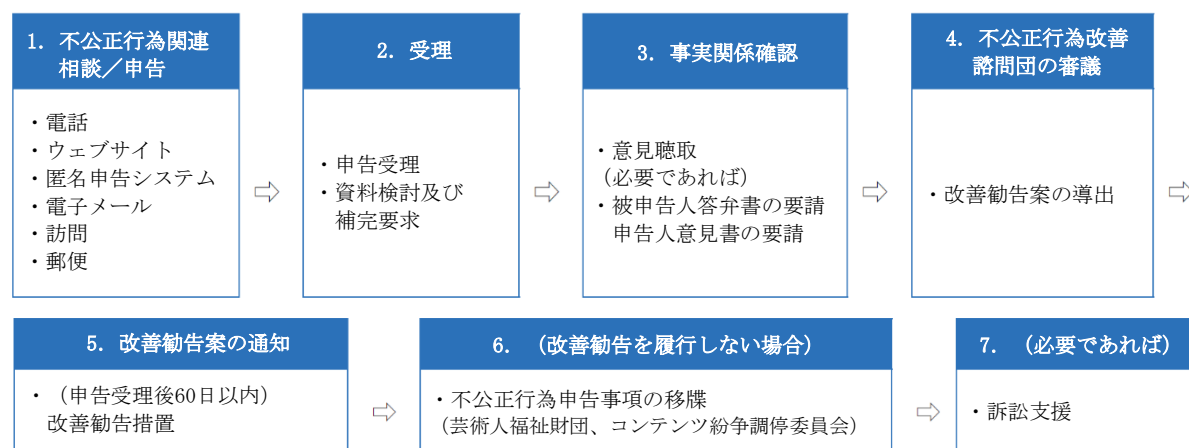 1. 不公正行為関連
相談／申告
・電話
・ウェブサイト
・匿名申告システム
・電子メール
・訪問
・郵便
2. 受理
・申告受理
・資料検討及び
補完要求
3. 事実関係確認
・意見聴取
（必要であれば）
・被申告人答弁書の要請
申告人意見書の要請
4. 不公正行為改善
諮問団の審議
・改善勧告案の導出
5. 改善勧告案の通知
・（申告受理後60日以内）
改善勧告措置
6. （改善勧告を履行しない場合）
・不公正行為申告事項の移牒
（芸術人福祉財団、コンテンツ紛争調停委員会）
7. （必要であれば）
・訴訟支援